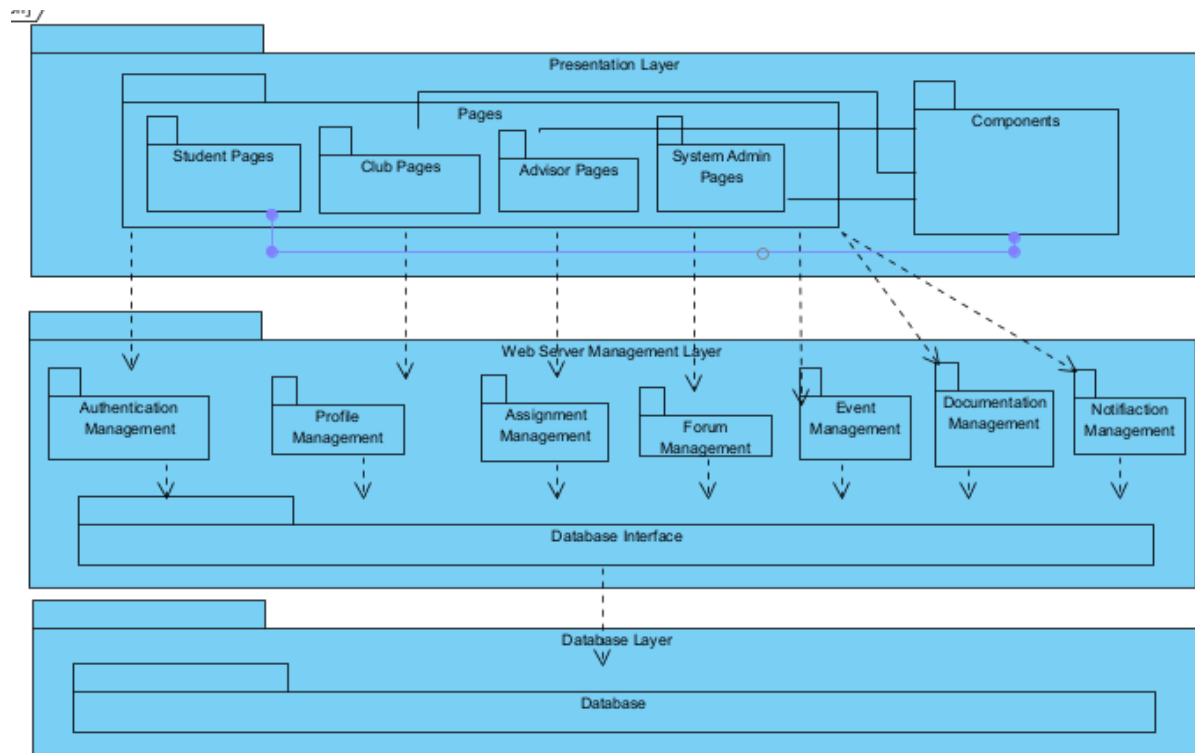 Presentation Layer
Pages
Components
Student Pages
Club Pages
Advisor Pages
System Admin
Pages
Web Server Management Layer
Authentication
Management
Profile
Management
Assignment
Management
Forum
Management
Event
Management
Documentation
Management
Notifiaction
Management
Database Interface
Database Layer
Database